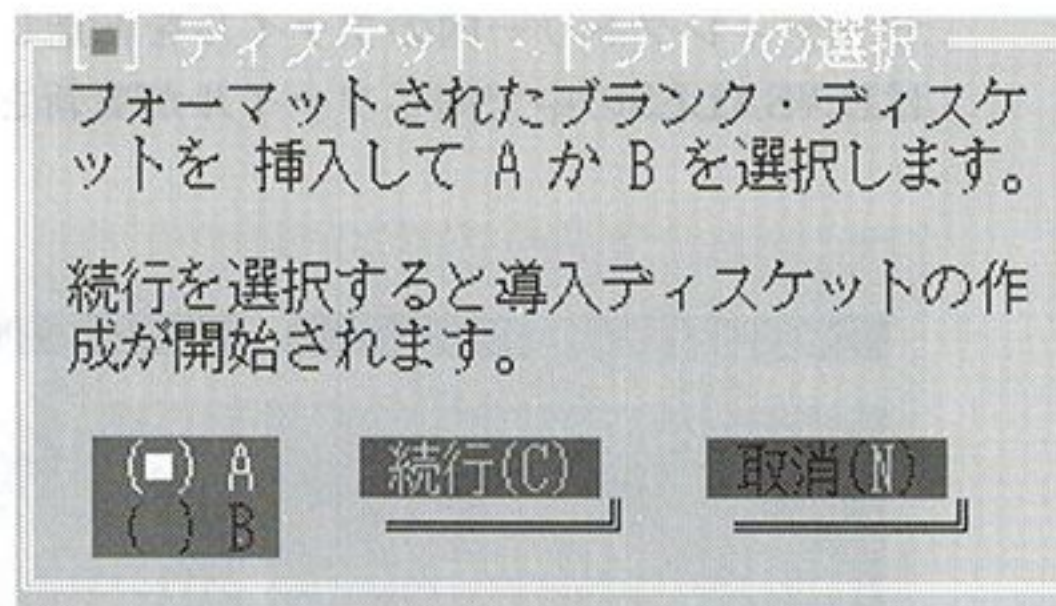 [■] ディスケット・ドライブの選択
フォーマットされたブランク・ディスケ
ットを 挿入して A か B を選択します。
続行を選択すると導入ディスケットの作
成が開始されます。
(■) A 続行(C) 取消(N)
( ) B